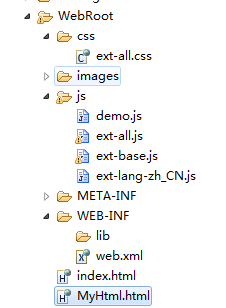 WebRoot
css
ext-all.css
images
js
demo.js
ext-all.js
ext-base.js
ext-lang-zh_CN.js
META-INF
WEB-INF
lib
web.xml
index.html
MyHtml.html